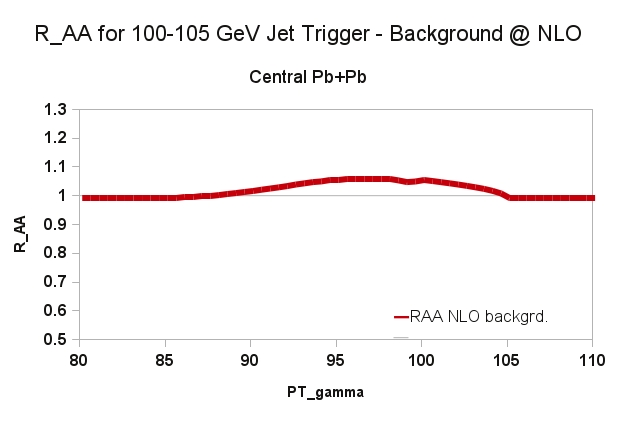 R_AA for 100-105 GeV Jet Trigger - Background @ NLO
Central Pb+Pb
1.3
1.2
1.1
1
0.9
0.8
0.7
0.6
0.5
R_AA
RAA NLO backgrd.
80 85 90 95 100 105 110
PT_gamma